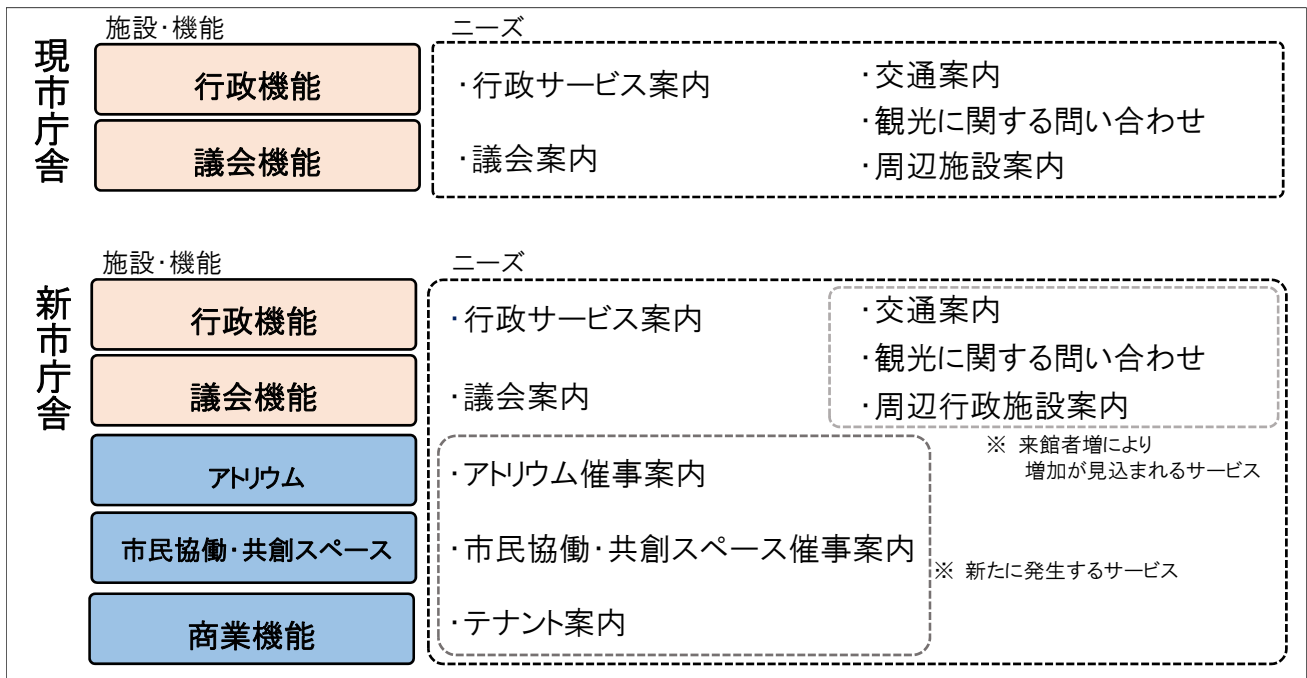 現市庁舎
施設・機能
ニーズ
行政機能
議会機能
・行政サービス案内
・議会案内
・交通案内
・観光に関する問い合わせ
・周辺施設案内
新市庁舎
施設・機能
ニーズ
行政機能
議会機能
アトリウム
市民協働・共創スペース
商業機能
・行政サービス案内
・議会案内
・交通案内
・観光に関する問い合わせ
・周辺行政施設案内
※ 来館者増により
増加が見込まれるサービス
・アトリウム催事案内
・市民協働・共創スペース催事案内
・テナント案内
※ 新たに発生するサービス